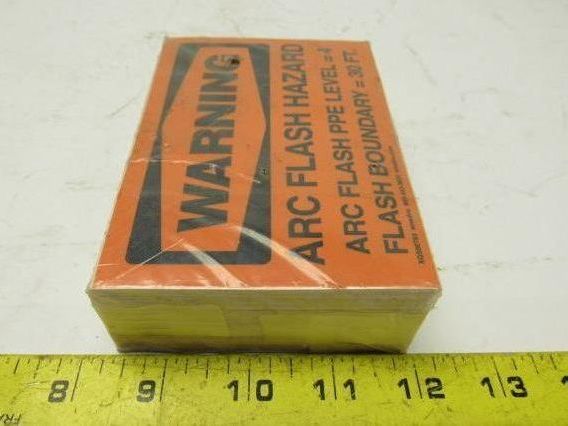 WARNING
ARC FLASH HAZARD
ARC FLASH PPE LEVEL = 4
FLASH BOUNDARY = 30 FT.
8 9 10 11 12 13